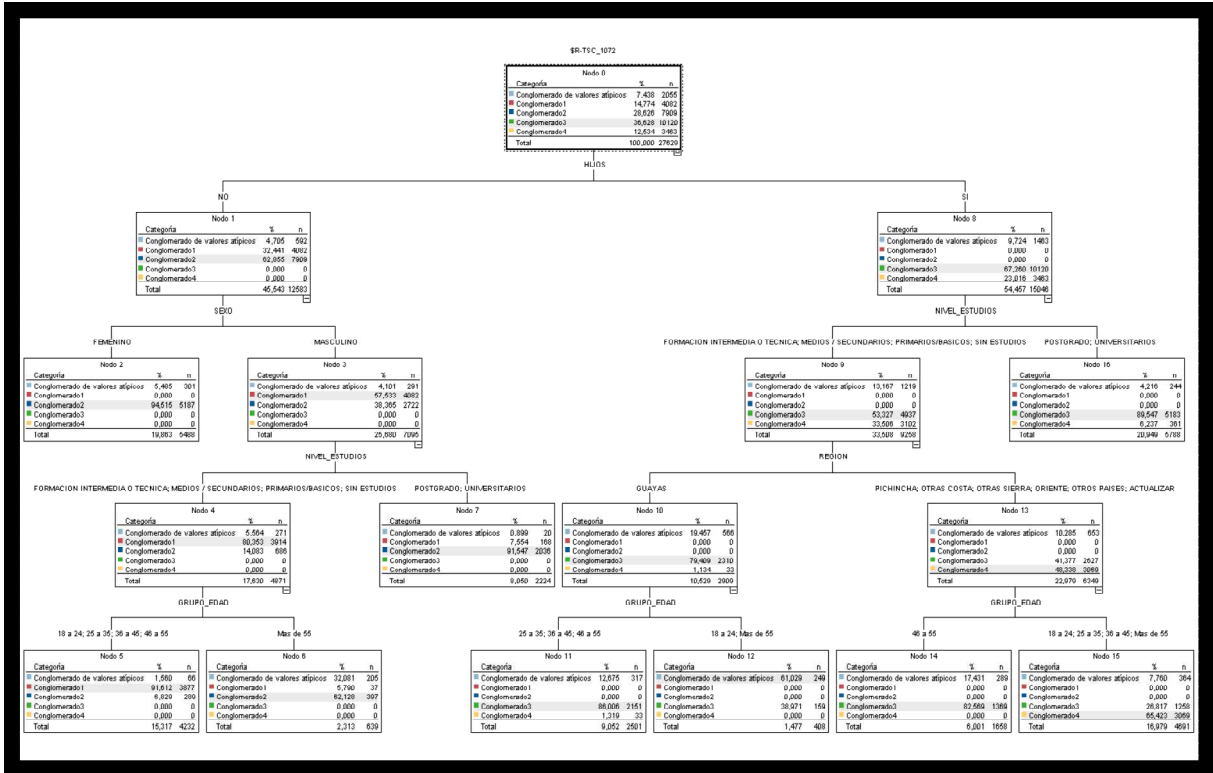 $R-TSC_1072
Nodo 0
Categoría % n
Conglomerado de valores atípicos 7,438 2055
Conglomerado1 14,774 4082
Conglomerado2 28,626 7909
Conglomerado3 36,628 10120
Conglomerado4 12,534 3463
Total 100,000 27629
HIJOS
NO
SI
Nodo 1
Categoría % n
Conglomerado de valores atípicos 4,705 592
Conglomerado1 32,441 4082
Conglomerado2 62,855 7909
Conglomerado3 0,000 0
Conglomerado4 0,000 0
Total 45,543 12583
Nodo 8
Categoría % n
Conglomerado de valores atípicos 9,724 1463
Conglomerado1 0,000 0
Conglomerado2 0,000 0
Conglomerado3 67,260 10120
Conglomerado4 23,016 3463
Total 54,457 15046
SEXO
NIVEL_ESTUDIOS
FEMENINO
MASCULINO
FORMACION INTERMEDIA O TECNICA; MEDIOS / SECUNDARIOS; PRIMARIOS/BASICOS; SIN ESTUDIOS
POSTGRADO; UNIVERSITARIOS
Nodo 2
Categoría % n
Conglomerado de valores atípicos 5,485 301
Conglomerado1 0,000 0
Conglomerado2 94,515 5187
Conglomerado3 0,000 0
Conglomerado4 0,000 0
Total 19,863 5488
Nodo 3
Categoría % n
Conglomerado de valores atípicos 4,101 291
Conglomerado1 57,533 4082
Conglomerado2 38,365 2722
Conglomerado3 0,000 0
Conglomerado4 0,000 0
Total 25,680 7095
Nodo 9
Categoría % n
Conglomerado de valores atípicos 13,167 1219
Conglomerado1 0,000 0
Conglomerado2 0,000 0
Conglomerado3 53,327 4937
Conglomerado4 33,506 3102
Total 33,508 9258
Nodo 16
Categoría % n
Conglomerado de valores atípicos 4,216 244
Conglomerado1 0,000 0
Conglomerado2 0,000 0
Conglomerado3 89,547 5183
Conglomerado4 6,237 361
Total 20,949 5788
NIVEL_ESTUDIOS
REGION
FORMACION INTERMEDIA O TECNICA; MEDIOS / SECUNDARIOS; PRIMARIOS/BASICOS; SIN ESTUDIOS
POSTGRADO; UNIVERSITARIOS
GUAYAS
PICHINCHA; OTRAS COSTA; OTRAS SIERRA; ORIENTE; OTROS PAISES; ACTUALIZAR
Nodo 4
Categoría % n
Conglomerado de valores atípicos 5,564 271
Conglomerado1 80,353 3914
Conglomerado2 14,083 686
Conglomerado3 0,000 0
Conglomerado4 0,000 0
Total 17,630 4871
Nodo 7
Categoría % n
Conglomerado de valores atípicos 0,899 20
Conglomerado1 7,554 168
Conglomerado2 91,547 2036
Conglomerado3 0,000 0
Conglomerado4 0,000 0
Total 8,050 2224
Nodo 10
Categoría % n
Conglomerado de valores atípicos 19,457 566
Conglomerado1 0,000 0
Conglomerado2 0,000 0
Conglomerado3 79,409 2310
Conglomerado4 1,134 33
Total 10,529 2909
Nodo 13
Categoría % n
Conglomerado de valores atípicos 10,285 653
Conglomerado1 0,000 0
Conglomerado2 0,000 0
Conglomerado3 41,377 2627
Conglomerado4 48,338 3069
Total 22,979 6349
GRUPO_EDAD
GRUPO_EDAD
GRUPO_EDAD
18 a 24; 25 a 35; 36 a 45; 46 a 55
Mas de 55
25 a 35; 36 a 45; 46 a 55
18 a 24; Mas de 55
46 a 55
18 a 24; 25 a 35; 36 a 45; Mas de 55
Nodo 5
Categoría % n
Conglomerado de valores atípicos 1,560 66
Conglomerado1 91,612 3877
Conglomerado2 6,829 289
Conglomerado3 0,000 0
Conglomerado4 0,000 0
Total 15,317 4232
Nodo 6
Categoría % n
Conglomerado de valores atípicos 32,081 205
Conglomerado1 5,790 37
Conglomerado2 62,128 397
Conglomerado3 0,000 0
Conglomerado4 0,000 0
Total 2,313 639
Nodo 11
Categoría % n
Conglomerado de valores atípicos 12,675 317
Conglomerado1 0,000 0
Conglomerado2 0,000 0
Conglomerado3 86,006 2151
Conglomerado4 1,319 33
Total 9,052 2501
Nodo 12
Categoría % n
Conglomerado de valores atípicos 61,029 249
Conglomerado1 0,000 0
Conglomerado2 0,000 0
Conglomerado3 38,971 159
Conglomerado4 0,000 0
Total 1,477 408
Nodo 14
Categoría % n
Conglomerado de valores atípicos 17,431 289
Conglomerado1 0,000 0
Conglomerado2 0,000 0
Conglomerado3 82,569 1369
Conglomerado4 0,000 0
Total 6,001 1658
Nodo 15
Categoría % n
Conglomerado de valores atípicos 7,760 364
Conglomerado1 0,000 0
Conglomerado2 0,000 0
Conglomerado3 26,817 1258
Conglomerado4 65,423 3069
Total 16,979 4691